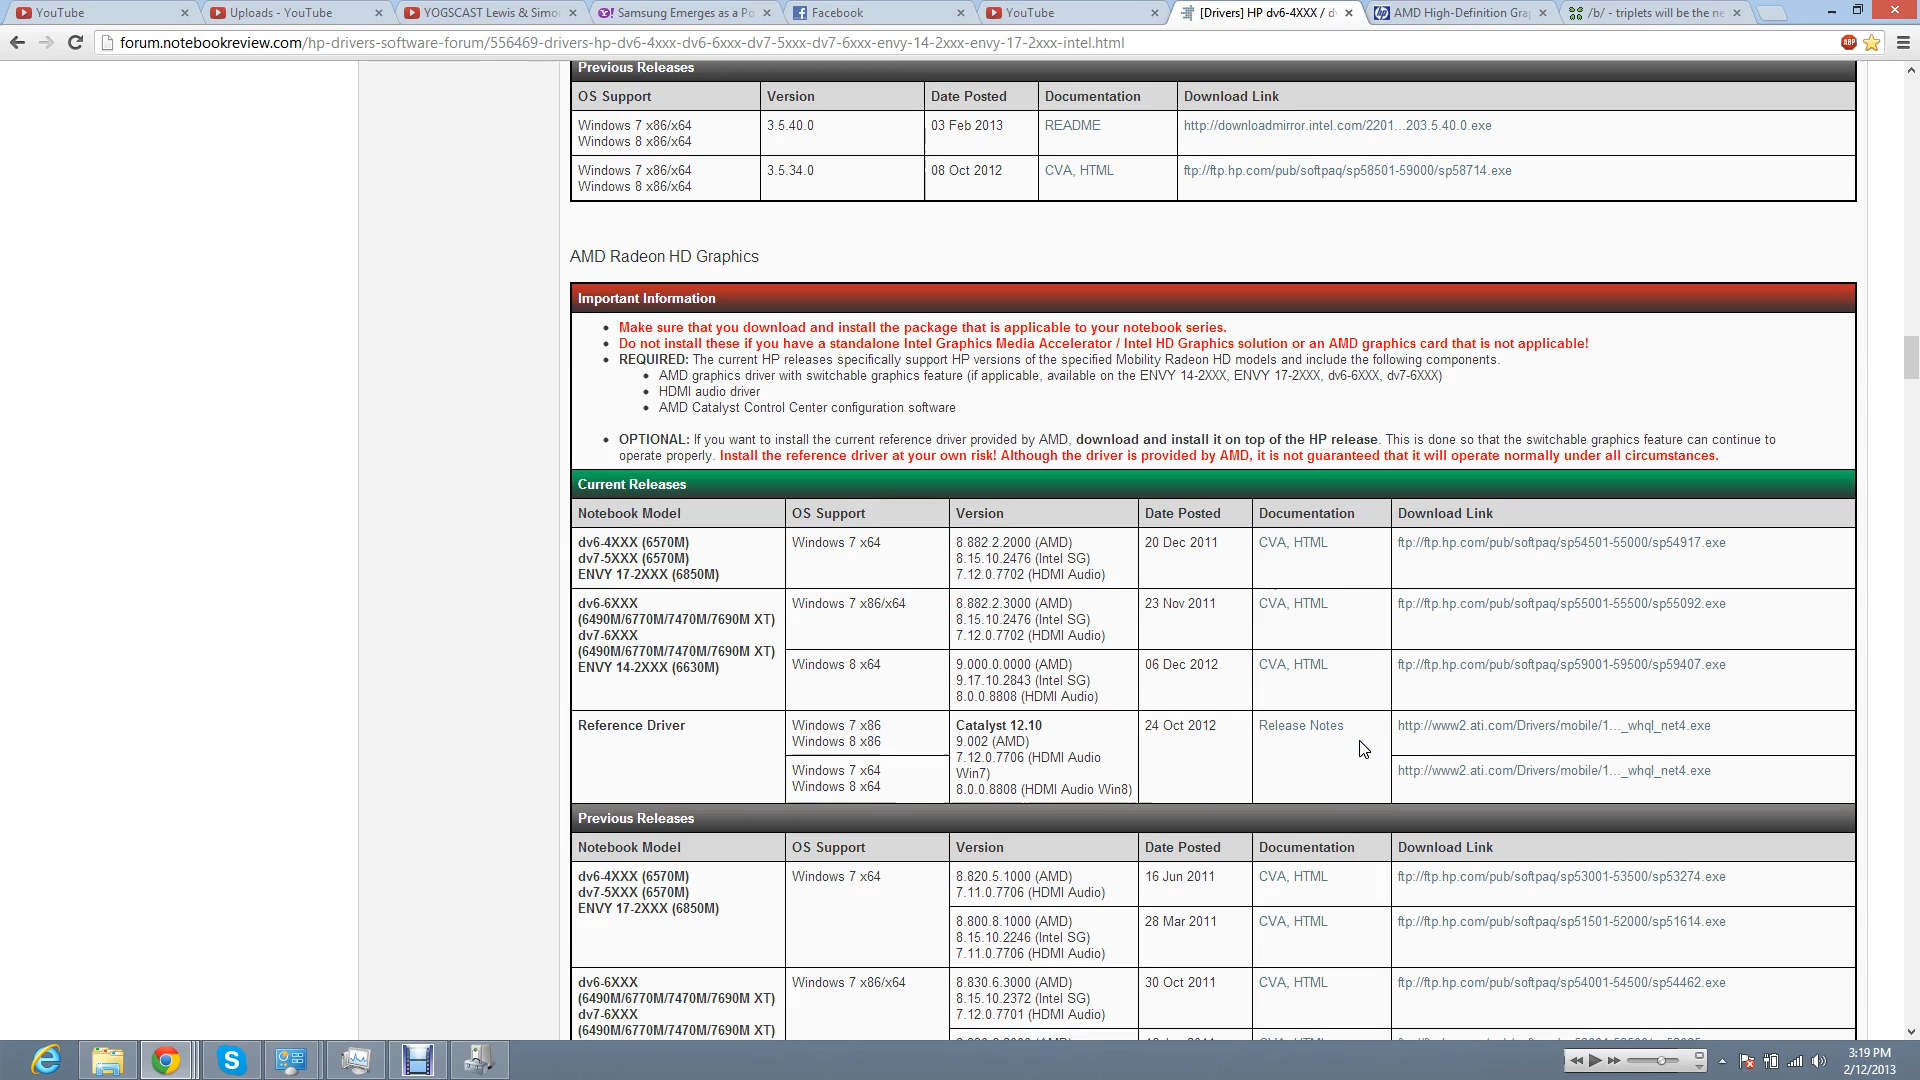 YouTube
Uploads - YouTube
YOGSCAST Lewis & Simo
Samsung Emerges as a Po
Facebook
YouTube
[Drivers] HP dv6-4XXX / d
AMD High-Definition Gra
/b/ - triplets will be the ne
forum.notebookreview.com/hp-drivers-software-forum/556469-drivers-hp-dv6-4xxx-dv6-6xxx-dv7-5xxx-dv7-6xxx-envy-14-2xxx-envy-17-2xxx-intel.html
ABP
Previous Releases
OS Support Version Date Posted Documentation Download Link
Windows 7 x86/x64 3.5.40.0 03 Feb 2013 README http://downloadmirror.intel.com/2201...203.5.40.0.exe
Windows 8 x86/x64
Windows 7 x86/x64 3.5.34.0 08 Oct 2012 CVA, HTML ftp://ftp.hp.com/pub/softpaq/sp58501-59000/sp58714.exe
Windows 8 x86/x64
AMD Radeon HD Graphics
Important Information
Make sure that you download and install the package that is applicable to your notebook series.
Do not install these if you have a standalone Intel Graphics Media Accelerator / Intel HD Graphics solution or an AMD graphics card that is not applicable!
REQUIRED: The current HP releases specifically support HP versions of the specified Mobility Radeon HD models and include the following components.
AMD graphics driver with switchable graphics feature (if applicable, available on the ENVY 14-2XXX, ENVY 17-2XXX, dv6-6XXX, dv7-6XXX)
HDMI audio driver
AMD Catalyst Control Center configuration software
OPTIONAL: If you want to install the current reference driver provided by AMD, download and install it on top of the HP release. This is done so that the switchable graphics feature can continue to
operate properly. Install the reference driver at your own risk! Although the driver is provided by AMD, it is not guaranteed that it will operate normally under all circumstances.
Current Releases
Notebook Model OS Support Version Date Posted Documentation Download Link
dv6-4XXX (6570M) Windows 7 x64 8.882.2.2000 (AMD) 20 Dec 2011 CVA, HTML ftp://ftp.hp.com/pub/softpaq/sp54501-55000/sp54917.exe
dv7-5XXX (6570M) 8.15.10.2476 (Intel SG)
ENVY 17-2XXX (6850M) 7.12.0.7702 (HDMI Audio)
dv6-6XXX Windows 7 x86/x64 8.882.2.3000 (AMD) 23 Nov 2011 CVA, HTML ftp://ftp.hp.com/pub/softpaq/sp55001-55500/sp55092.exe
(6490M/6770M/7470M/7690M XT) 8.15.10.2476 (Intel SG)
dv7-6XXX 7.12.0.7702 (HDMI Audio)
(6490M/6770M/7470M/7690M XT)
ENVY 14-2XXX (6630M) Windows 8 x64 9.000.0.0000 (AMD) 06 Dec 2012 CVA, HTML ftp://ftp.hp.com/pub/softpaq/sp59001-59500/sp59407.exe
9.17.10.2843 (Intel SG)
8.0.0.8808 (HDMI Audio)
Reference Driver Windows 7 x86 Catalyst 12.10 24 Oct 2012 Release Notes http://www2.ati.com/Drivers/mobile/1..._whql_net4.exe
Windows 8 x86 9.002 (AMD)
7.12.0.7706 (HDMI Audio
Windows 7 x64 Win7) http://www2.ati.com/Drivers/mobile/1..._whql_net4.exe
Windows 8 x64 8.0.0.8808 (HDMI Audio Win8)
Previous Releases
Notebook Model OS Support Version Date Posted Documentation Download Link
dv6-4XXX (6570M) Windows 7 x64 8.820.5.1000 (AMD) 16 Jun 2011 CVA, HTML ftp://ftp.hp.com/pub/softpaq/sp53001-53500/sp53274.exe
dv7-5XXX (6570M) 7.11.0.7706 (HDMI Audio)
ENVY 17-2XXX (6850M)
8.800.8.1000 (AMD) 28 Mar 2011 CVA, HTML ftp://ftp.hp.com/pub/softpaq/sp51501-52000/sp51614.exe
8.15.10.2246 (Intel SG)
7.11.0.7706 (HDMI Audio)
dv6-6XXX Windows 7 x86/x64 8.830.6.3000 (AMD) 30 Oct 2011 CVA, HTML ftp://ftp.hp.com/pub/softpaq/sp54001-54500/sp54462.exe
(6490M/6770M/7470M/7690M XT) 8.15.10.2372 (Intel SG)
dv7-6XXX 7.12.0.7701 (HDMI Audio)
(6490M/6770M/7470M/7690M XT)
3:19 PM
2/12/2013